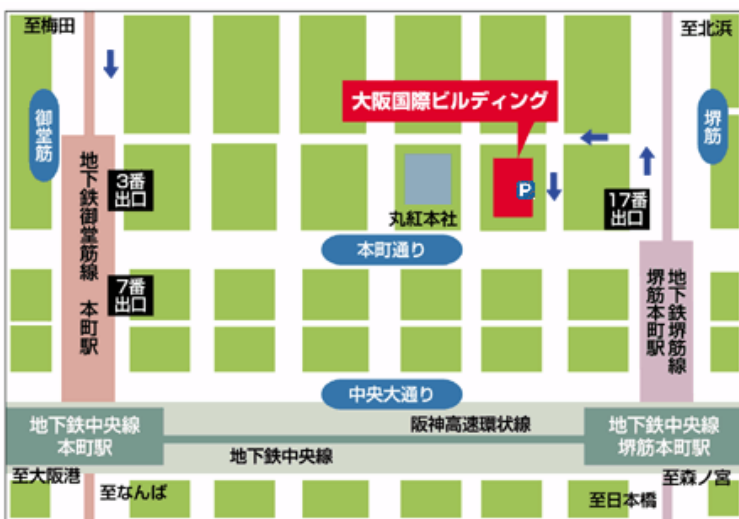 至梅田
至北浜
大阪国際ビルディング
御堂筋
堺筋
地下鉄御堂筋線 本町駅
3番
出口
P
17番
出口
丸紅本社
本町通り
7番
出口
地下鉄堺筋線
堺筋本町駅
中央大通り
地下鉄中央線
本町駅
阪神高速環状線
地下鉄中央線
地下鉄中央線
堺筋本町駅
至大阪港
至なんば
至森ノ宮
至日本橋